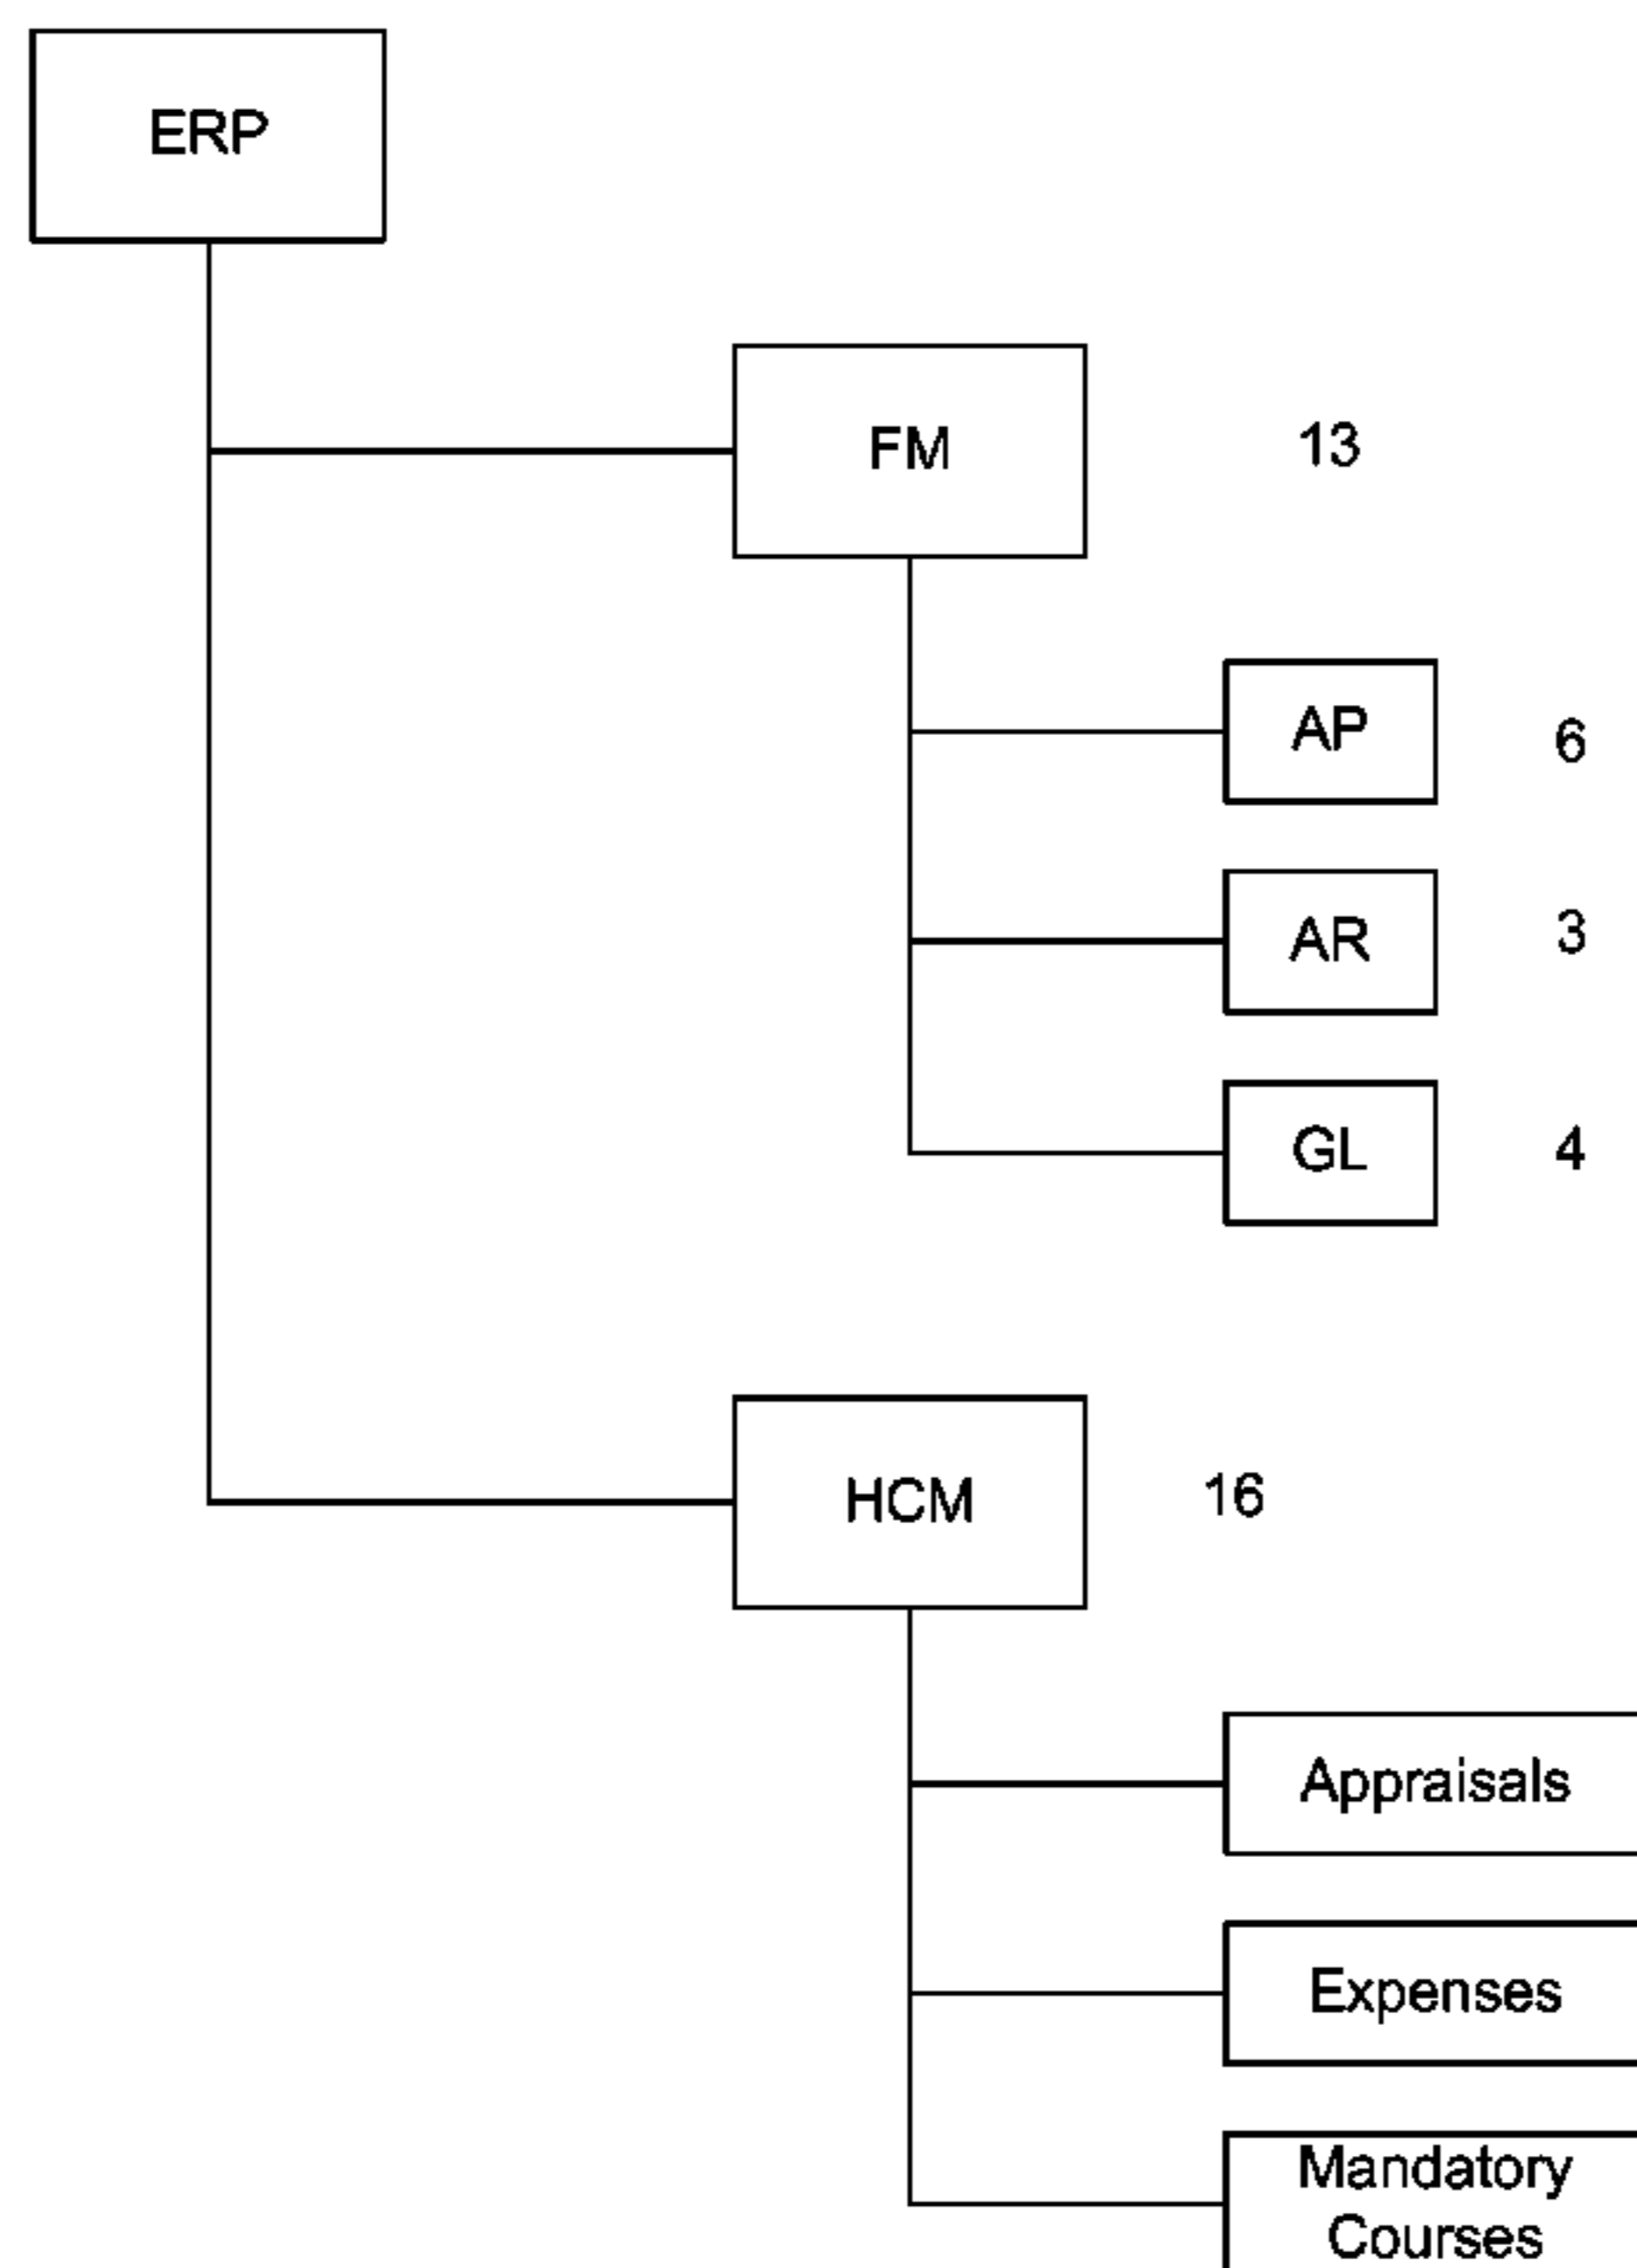 ERP
FM
13
AP
6
AR
3
GL
4
HCM
16
Appraisals
Expenses
Mandatory
Courses